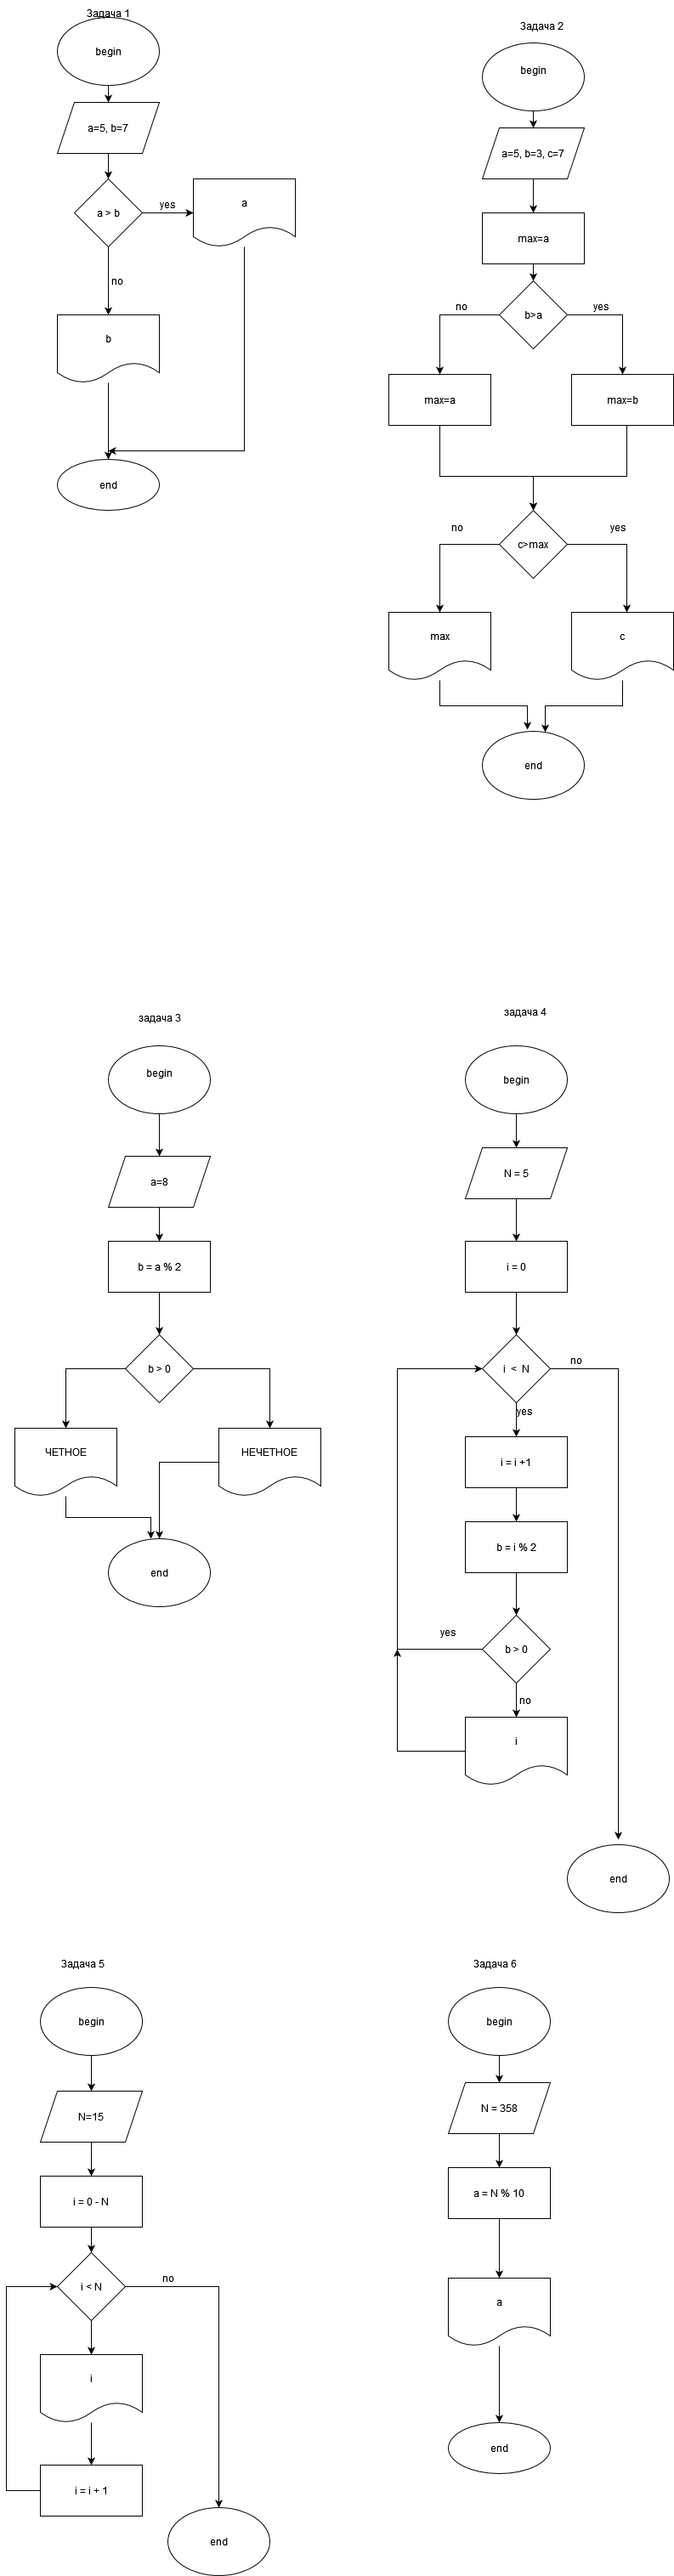 Задача 1
begin
a=5, b=7
a > b
yes
a
no
b
end
Задача 2
begin
a=5, b=3, c=7
max=a
b>a
no
yes
max=a
max=b
c>max
no
yes
max
c
end
задача 3
begin
a=8
b = a % 2
b > 0
ЧЕТНОЕ
НЕЧЕТНОЕ
end
задача 4
begin
N = 5
i = 0
i < N
no
yes
i = i +1
b = i % 2
b > 0
yes
no
i
end
Задача 5
begin
N=15
i = 0 - N
i < N
no
i
i = i + 1
end
Задача 6
begin
N = 358
a = N % 10
a
end